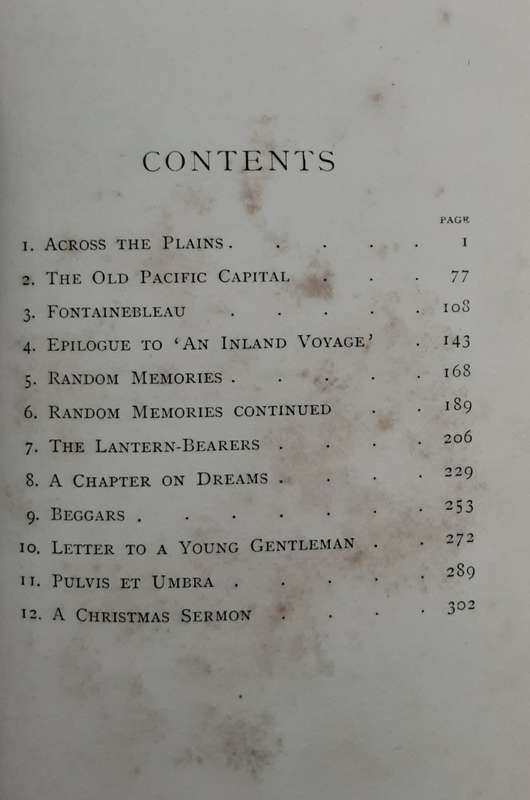 CONTENTS
PAGE
1. ACROSS THE PLAINS . . . . . 1
2. THE OLD PACIFIC CAPITAL . . . 77
3. FONTAINEBLEAU . . . . . 108
4. EPILOGUE TO ‘AN INLAND VOYAGE’ . 143
5. RANDOM MEMORIES . . . . . 168
6. RANDOM MEMORIES CONTINUED . . 189
7. THE LANTERN-BEARERS . . . . 206
8. A CHAPTER ON DREAMS . . . . 229
9. BEGGARS . . . . . . . 253
10. LETTER TO A YOUNG GENTLEMAN . . 272
11. PULVIS ET UMBRA . . . . . 289
12. A CHRISTMAS SERMON . . . . 302